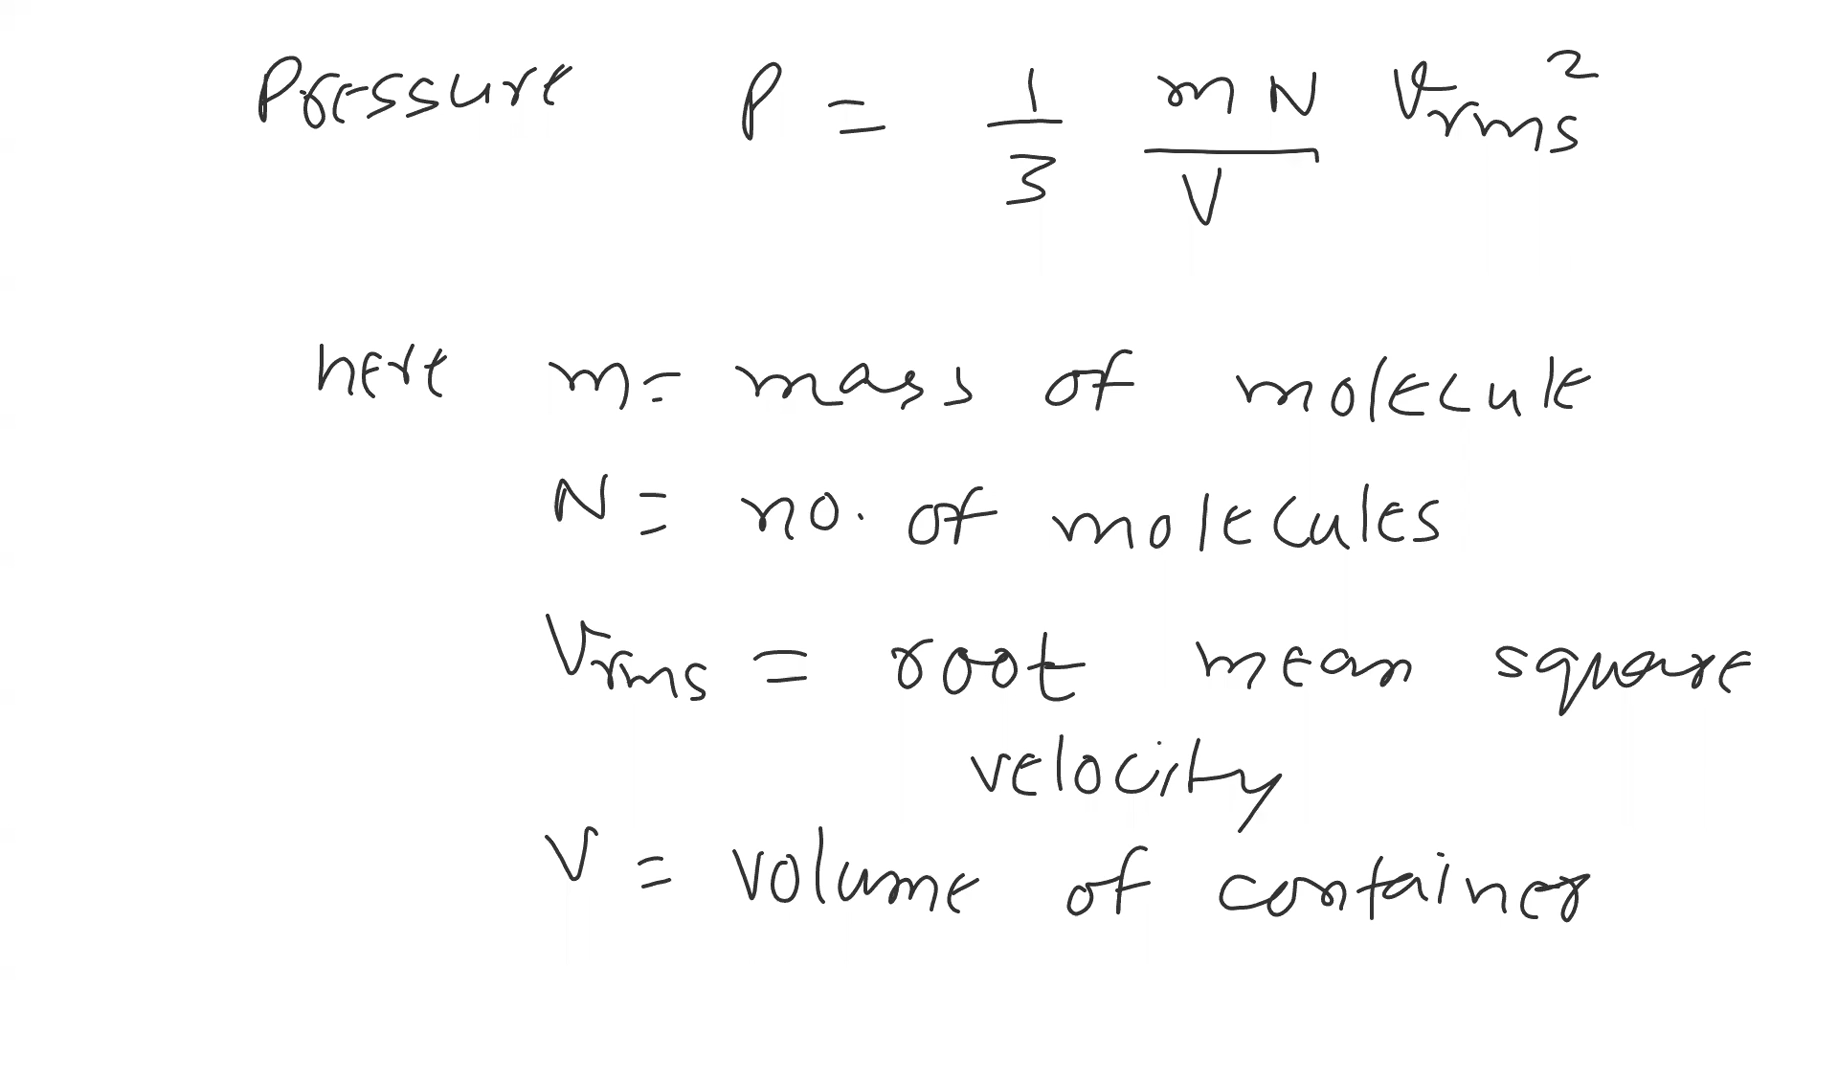 Pressure P = 1/3 mN/V Vrms²
here m = mass of molecule
N = no. of molecules
Vrms = root mean square
velocity
V = volume of container